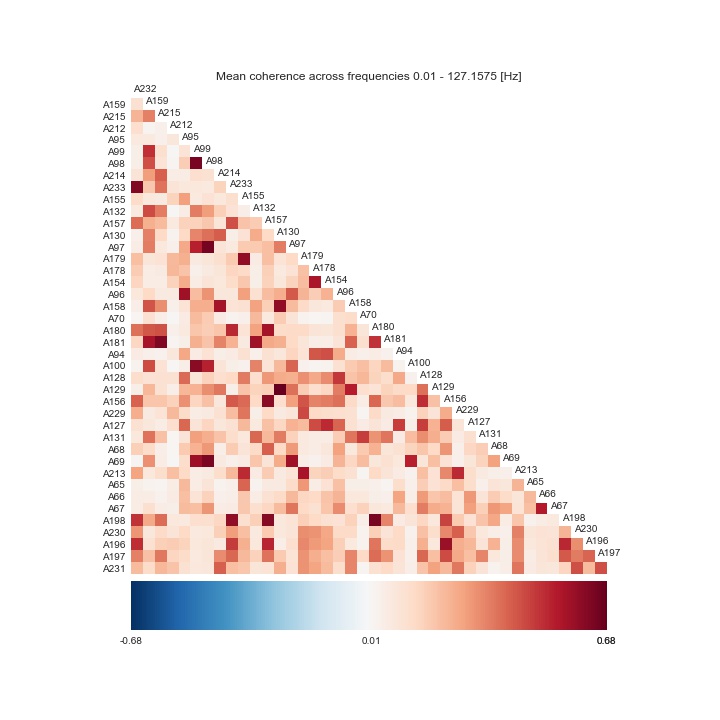 Mean coherence across frequencies 0.01 - 127.1575 [Hz]
A232
A159 A159
A215 A215
A212 A212
A95 A95
A99 A99
A98 A98
A214 A214
A233 A233
A155 A155
A132 A132
A157 A157
A130 A130
A97 A97
A179 A179
A178 A178
A154 A154
A96 A96
A158 A158
A70 A70
A180 A180
A181 A181
A94 A94
A100 A100
A128 A128
A129 A129
A156 A156
A229 A229
A127 A127
A131 A131
A68 A68
A69 A69
A213 A213
A65 A65
A66 A66
A67 A67
A198 A198
A230 A230
A196 A196
A197 A197
A231
-0.68 0.01 0.68